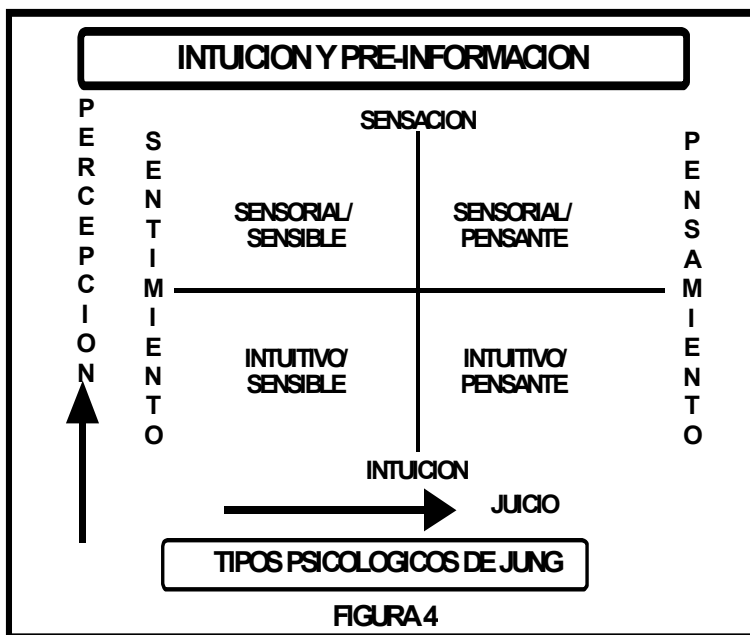 INTUICION Y PRE-INFORMACION
PERCEPCION
SENTIMIENTO
SENSACION
PENSAMIENTO
SENSORIAL/
SENSIBLE
SENSORIAL/
PENSANTE
INTUITIVO/
SENSIBLE
INTUITIVO/
PENSANTE
INTUICION
JUICIO
TIPOS PSICOLOGICOS DE JUNG
FIGURA 4